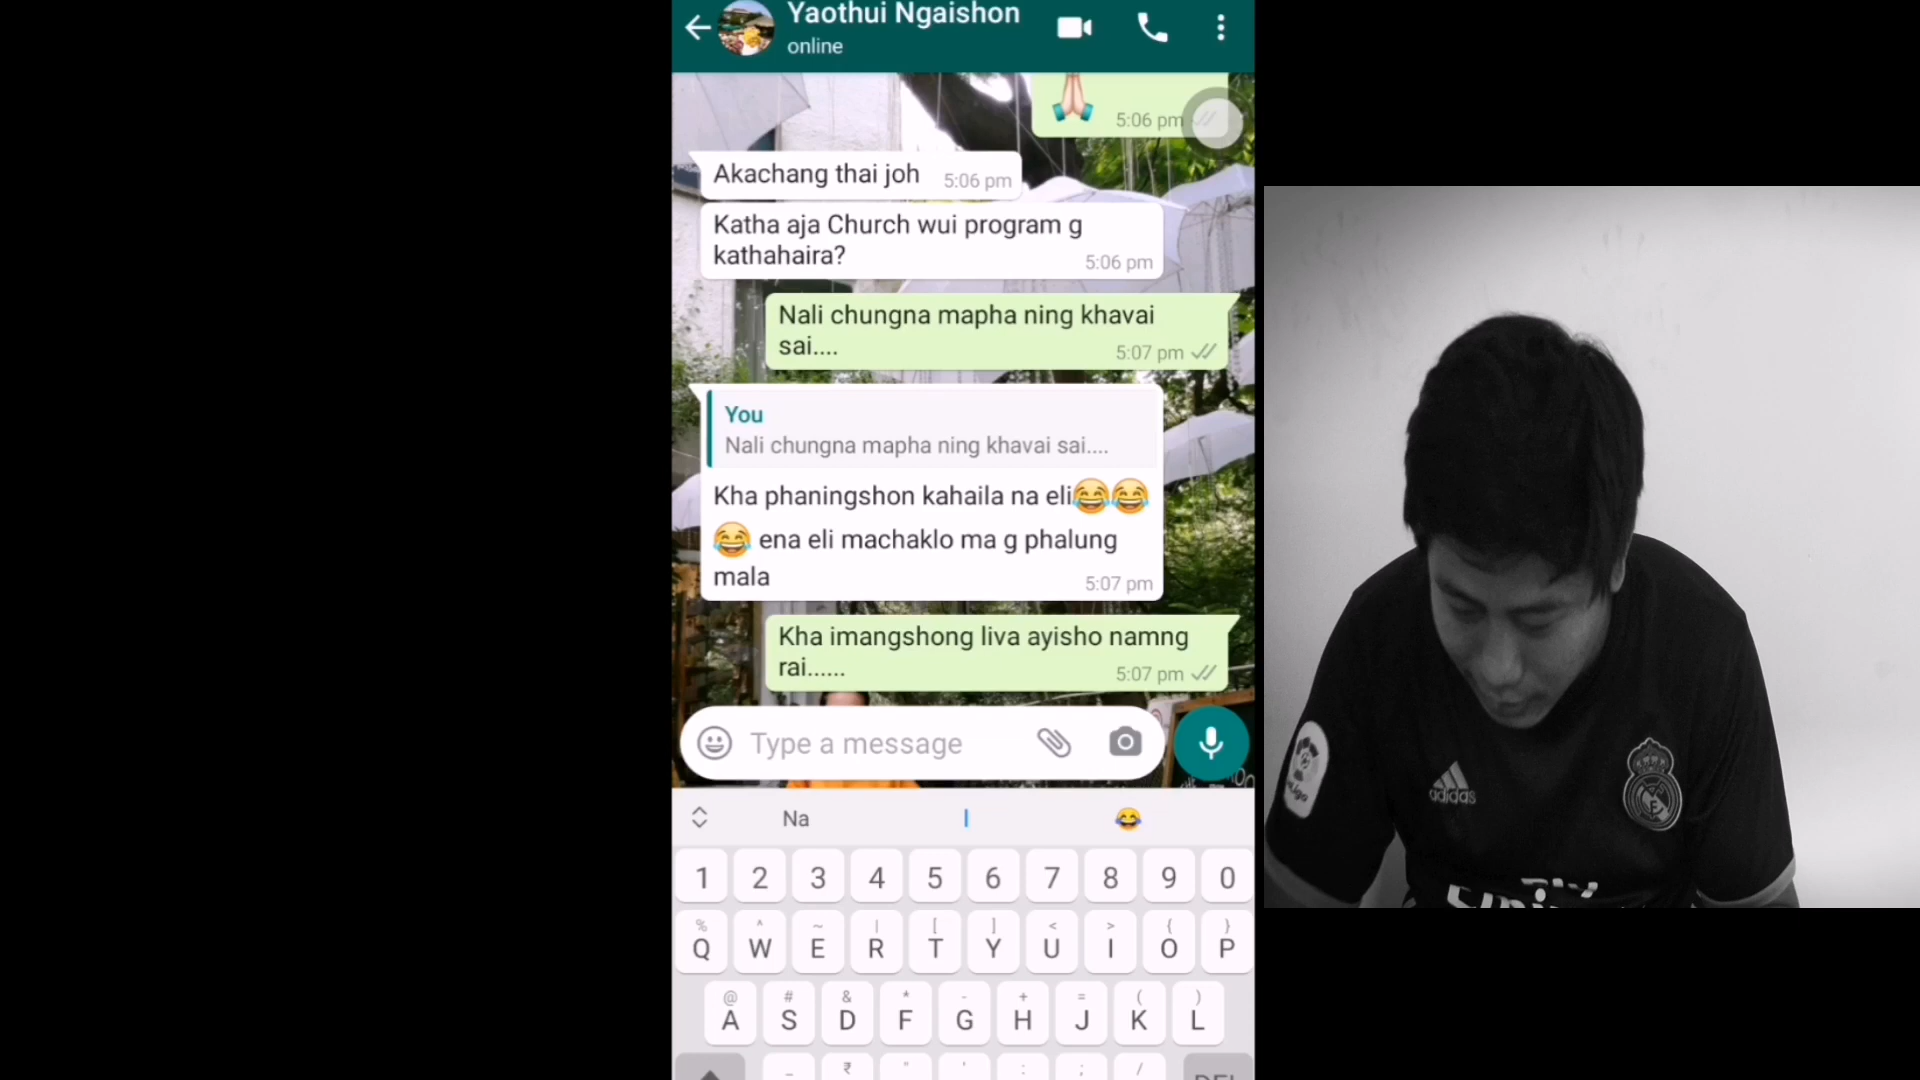 Yaothui Ngaishon
online
🙏🏻
5:06 pm
Akachang thai joh
5:06 pm
Katha aja Church wui program g
kathahaira?
5:06 pm
Nali chungna mapha ning khavai
sai....
5:07 pm
You
Nali chungna mapha ning khavai sai....
Kha phaningshon kahaila na eli😂😂
😂 ena eli machaklo ma g phalung
mala
5:07 pm
Kha imangshong liva ayisho namng
rai......
5:07 pm
Type a message
Na
I
😂
1 2 3 4 5 6 7 8 9 0
% ^ ~ | [ ] < > { }
Q W E R T Y U I O P
@ # & * - + = ( )
A S D F G H J K L
adidas